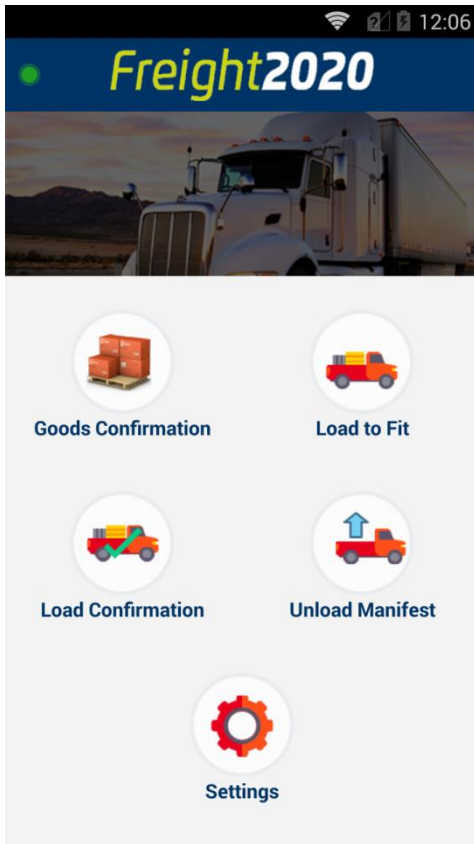 12:06
Freight2020
Goods Confirmation
Load to Fit
Load Confirmation
Unload Manifest
Settings